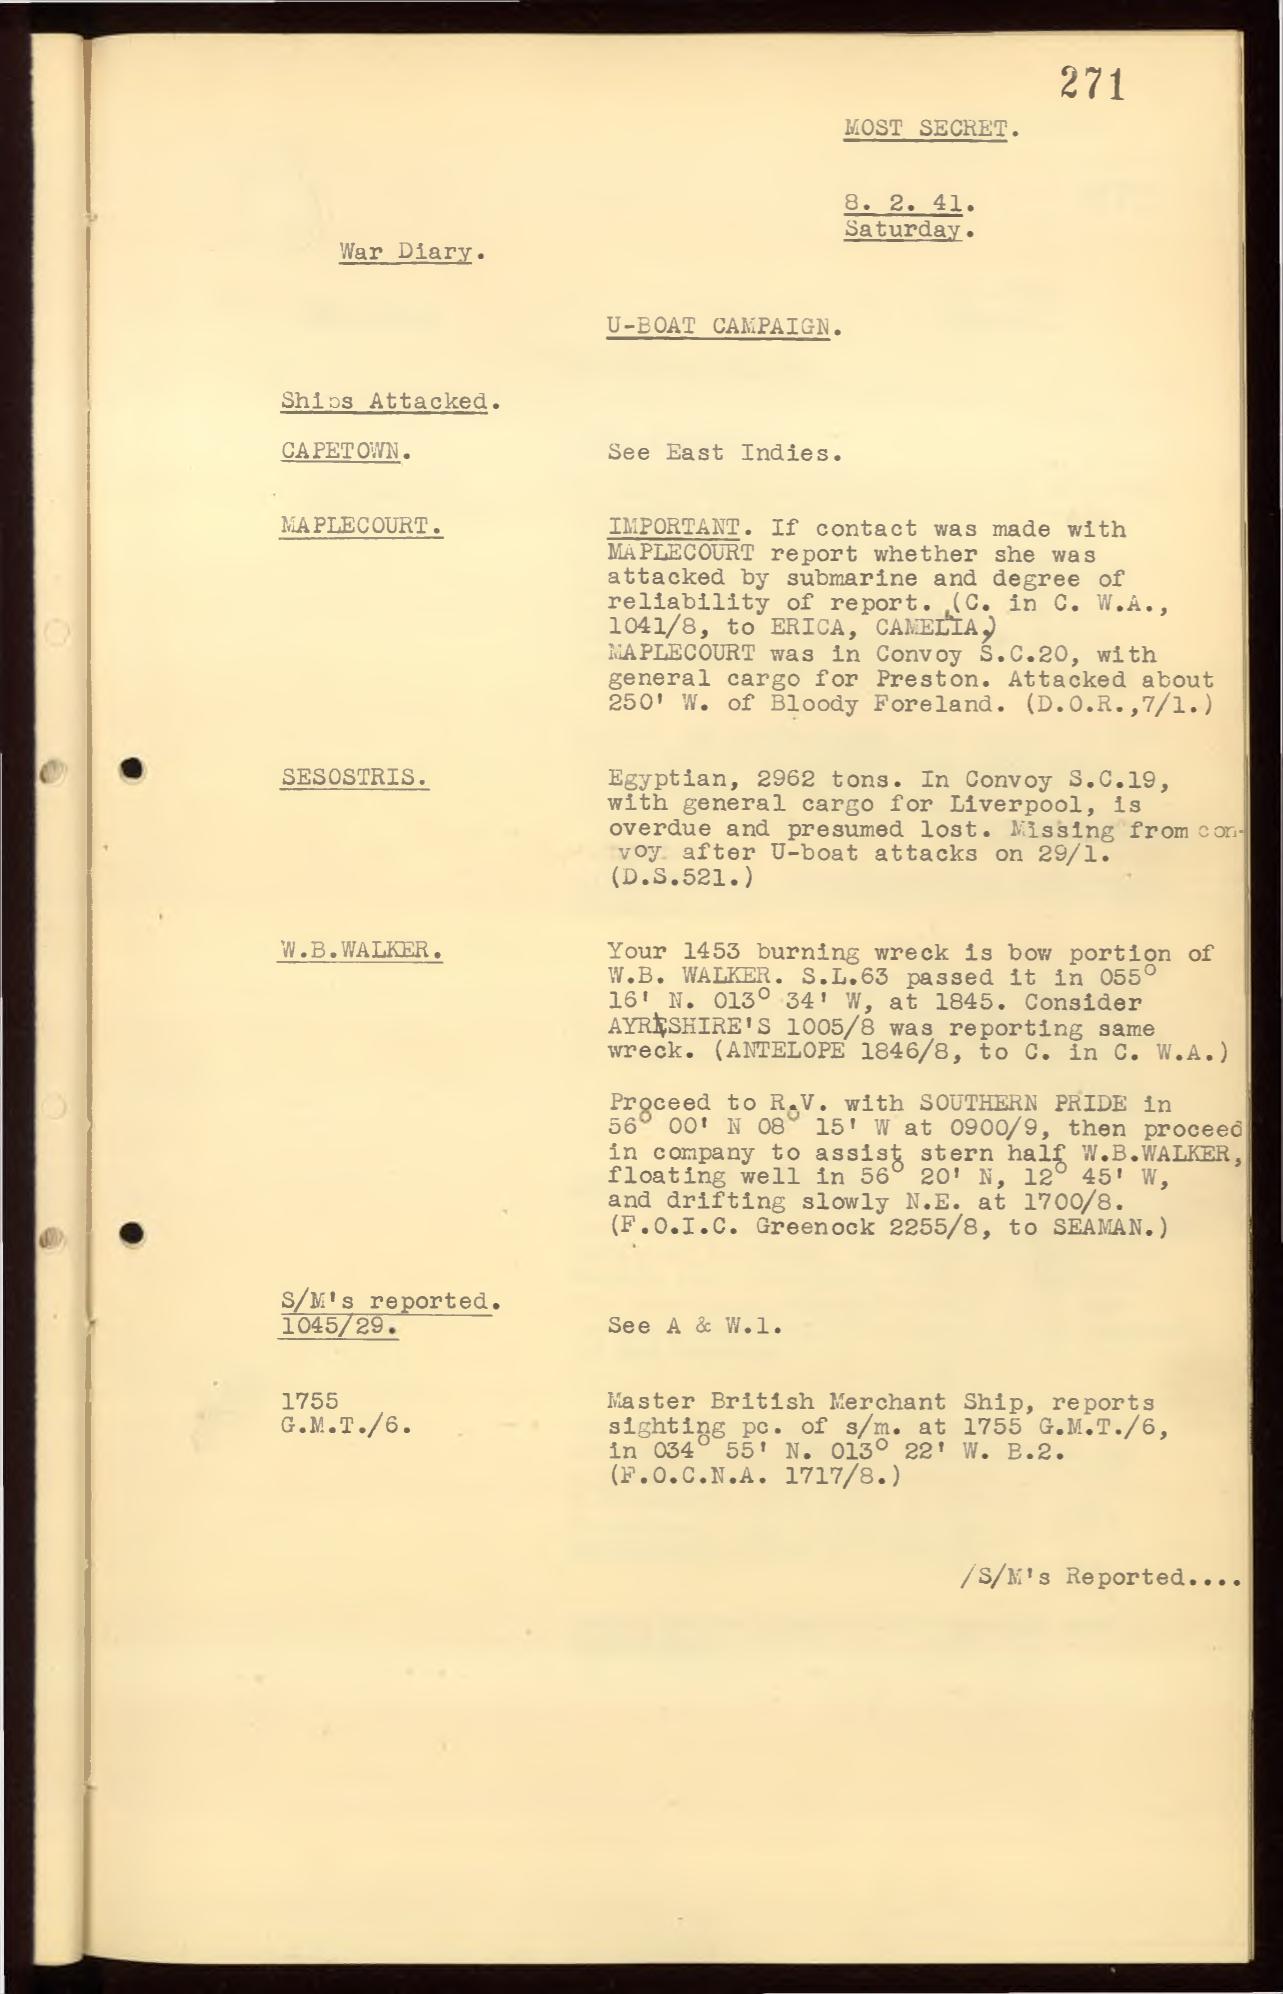 271
MOST SECRET.
8. 2. 41.
Saturday.
War Diary.
U-BOAT CAMPAIGN.
Ships Attacked.
CAPETOWN. See East Indies.
MAPLECOURT. IMPORTANT. If contact was made with
MAPLECOURT report whether she was
attacked by submarine and degree of
reliability of report. (C. in C. W.A.,
1041/8, to ERICA, CAMELIA)
MAPLECOURT was in Convoy S.C.20, with
general cargo for Preston. Attacked about
250' W. of Bloody Foreland. (D.O.R.,7/1.)
SESOSTRIS. Egyptian, 2962 tons. In Convoy S.C.19,
with general cargo for Liverpool, is
overdue and presumed lost. Missing from con-
voy after U-boat attacks on 29/1.
(D.S.521.)
W.B.WALKER. Your 1453 burning wreck is bow portion of
W.B. WALKER. S.L.63 passed it in 055°
16' N. 013° 34' W, at 1845. Consider
AYRSHIRE'S 1005/8 was reporting same
wreck. (ANTELOPE 1846/8, to C. in C. W.A.)
Proceed to R.V. with SOUTHERN PRIDE in
56° 00' N 08° 15' W at 0900/9, then proceed
in company to assist stern half W.B.WALKER,
floating well in 56° 20' N, 12° 45' W,
and drifting slowly N.E. at 1700/8.
(F.O.I.C. Greenock 2255/8, to SEAMAN.)
S/M's reported.
1045/29. See A & W.1.
1755 Master British Merchant Ship, reports
G.M.T./6. sighting pc. of s/m. at 1755 G.M.T./6,
in 034° 55' N. 013° 22' W. B.2.
(F.O.C.N.A. 1717/8.)
/S/M's Reported....